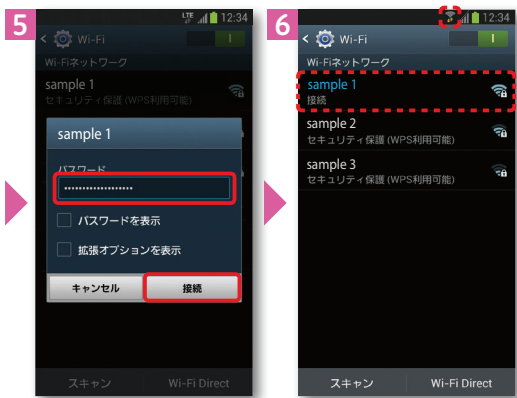 5
LTE 12:34
< Wi-Fi
Wi-Fiネットワーク
sample 1
セキュリティ保護 (WPS利用可能)
sample 1
パスワード
••••••••••••••••••
パスワードを表示
拡張オプションを表示
キャンセル 接続
スキャン Wi-Fi Direct
6
12:34
< Wi-Fi
Wi-Fiネットワーク
sample 1
接続
sample 2
セキュリティ保護 (WPS利用可能)
sample 3
セキュリティ保護 (WPS利用可能)
スキャン Wi-Fi Direct